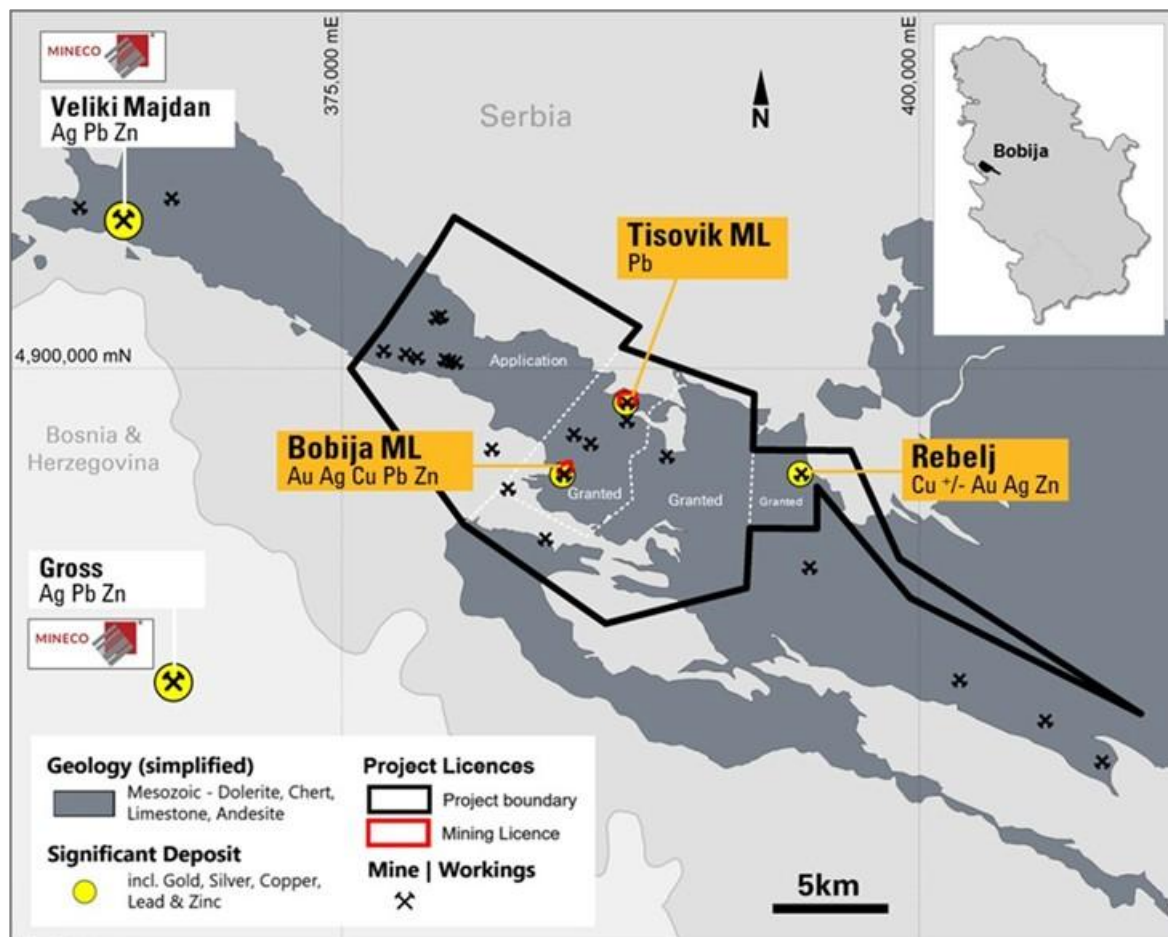 MINECO
Veliki Majdan
Ag Pb Zn
375,000 mE
400,000 mE
Serbia
N
Bobija
Tisovik ML
Pb
4,900,000 mN
Application
Bosnia &
Herzegovina
Bobija ML
Au Ag Cu Pb Zn
Granted
Granted
Granted
Rebelj
Cu +/- Au Ag Zn
Gross
Ag Pb Zn
MINECO
Geology (simplified)
Mesozoic - Dolerite, Chert,
Limestone, Andesite
Significant Deposit
incl. Gold, Silver, Copper,
Lead & Zinc
Project Licences
Project boundary
Mining Licence
Mine | Workings
5km